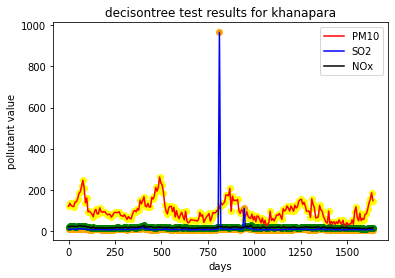 decisontree test results for khanapara
PM10
SO2
NOx
pollutant value
1000
800
600
400
200
0
0
250
500
750
1000
1250
1500
days